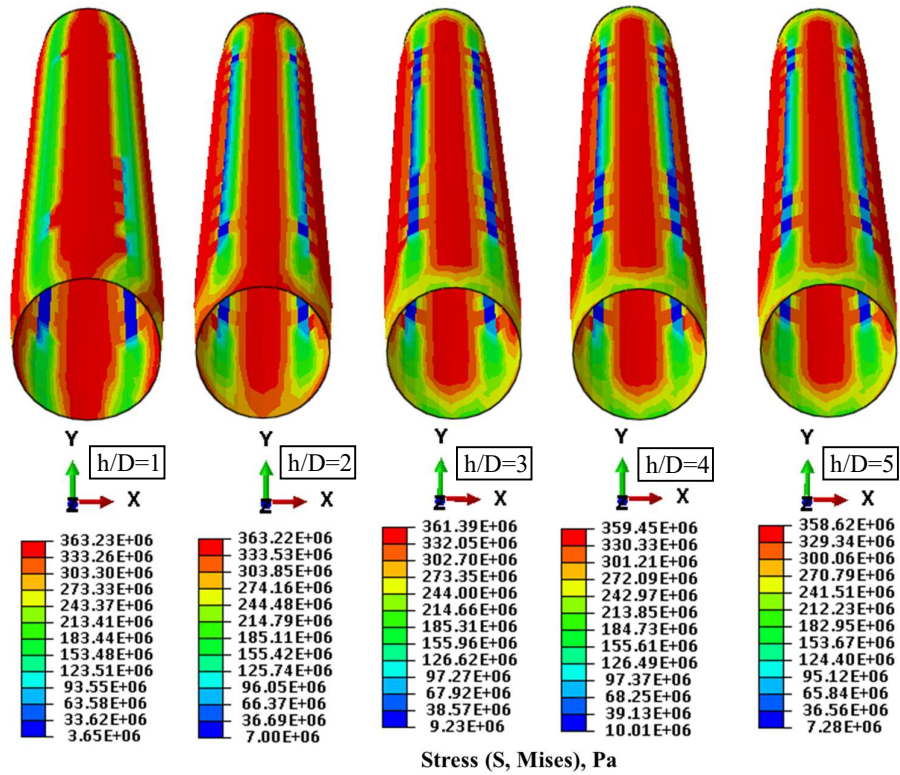 Y
h/D=1
X
Z
363.23E+06
333.26E+06
303.30E+06
273.33E+06
243.37E+06
213.41E+06
183.44E+06
153.48E+06
123.51E+06
93.55E+06
63.58E+06
33.62E+06
3.65E+06
Y
h/D=2
X
Z
363.22E+06
333.53E+06
303.85E+06
274.16E+06
244.48E+06
214.79E+06
185.11E+06
155.42E+06
125.74E+06
96.05E+06
66.37E+06
36.69E+06
7.00E+06
Y
h/D=3
X
Z
361.39E+06
332.05E+06
302.70E+06
273.35E+06
244.00E+06
214.66E+06
185.31E+06
155.96E+06
126.62E+06
97.27E+06
67.92E+06
38.57E+06
9.23E+06
Y
h/D=4
X
Z
359.45E+06
330.33E+06
301.21E+06
272.09E+06
242.97E+06
213.85E+06
184.73E+06
155.61E+06
126.49E+06
97.37E+06
68.25E+06
39.13E+06
10.01E+06
Y
h/D=5
X
Z
358.62E+06
329.34E+06
300.06E+06
270.79E+06
241.51E+06
212.23E+06
182.95E+06
153.67E+06
124.40E+06
95.12E+06
65.84E+06
36.56E+06
7.28E+06
Stress (S, Mises), Pa